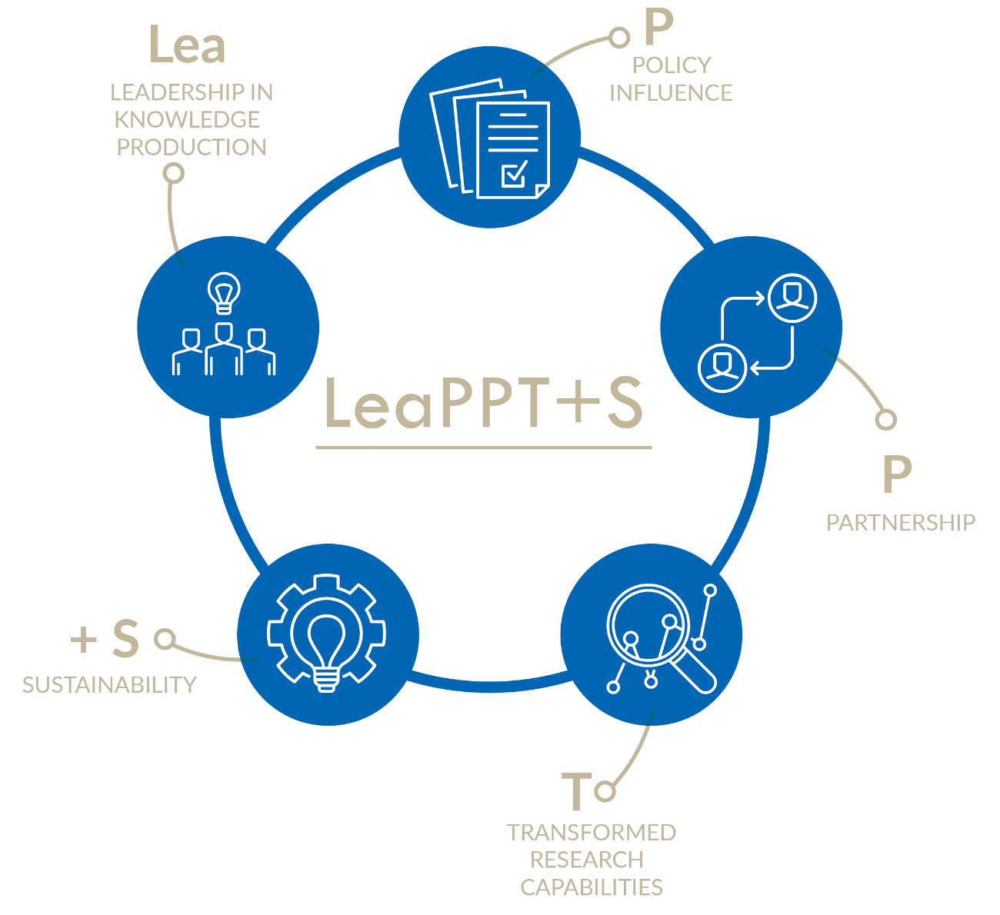 Lea
LEADERSHIP IN
KNOWLEDGE
PRODUCTION
P
POLICY
INFLUENCE
LeaPPT+S
P
PARTNERSHIP
+ S
SUSTAINABILITY
T
TRANSFORMED
RESEARCH
CAPABILITIES